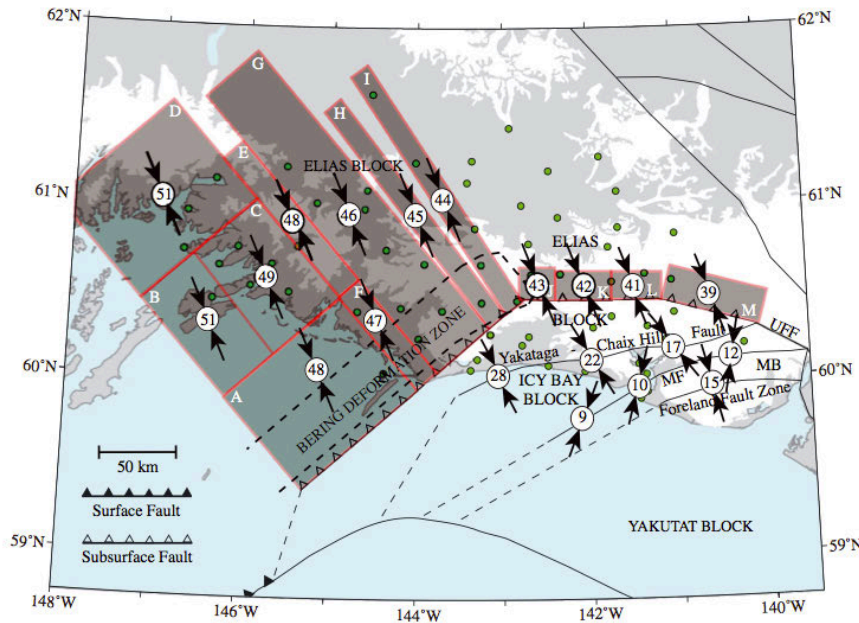 62°N
62°N
G
I
D
H
E
ELIAS BLOCK
61°N
61°N
51
44
48
46
45
C
ELIAS
49
43
42
41
39
B
K
L
M
51
F
BLOCK
47
UFF
Chaix Hills Fault
17
12
60°N
60°N
Yakataga
22
MB
48
28
ICY BAY
BLOCK
10
MF
15
A
BERING DEFORMATION ZONE
Foreland Fault Zone
9
50 km
Surface Fault
YAKUTAT BLOCK
59°N
59°N
Subsurface Fault
148°W
146°W
144°W
142°W
140°W